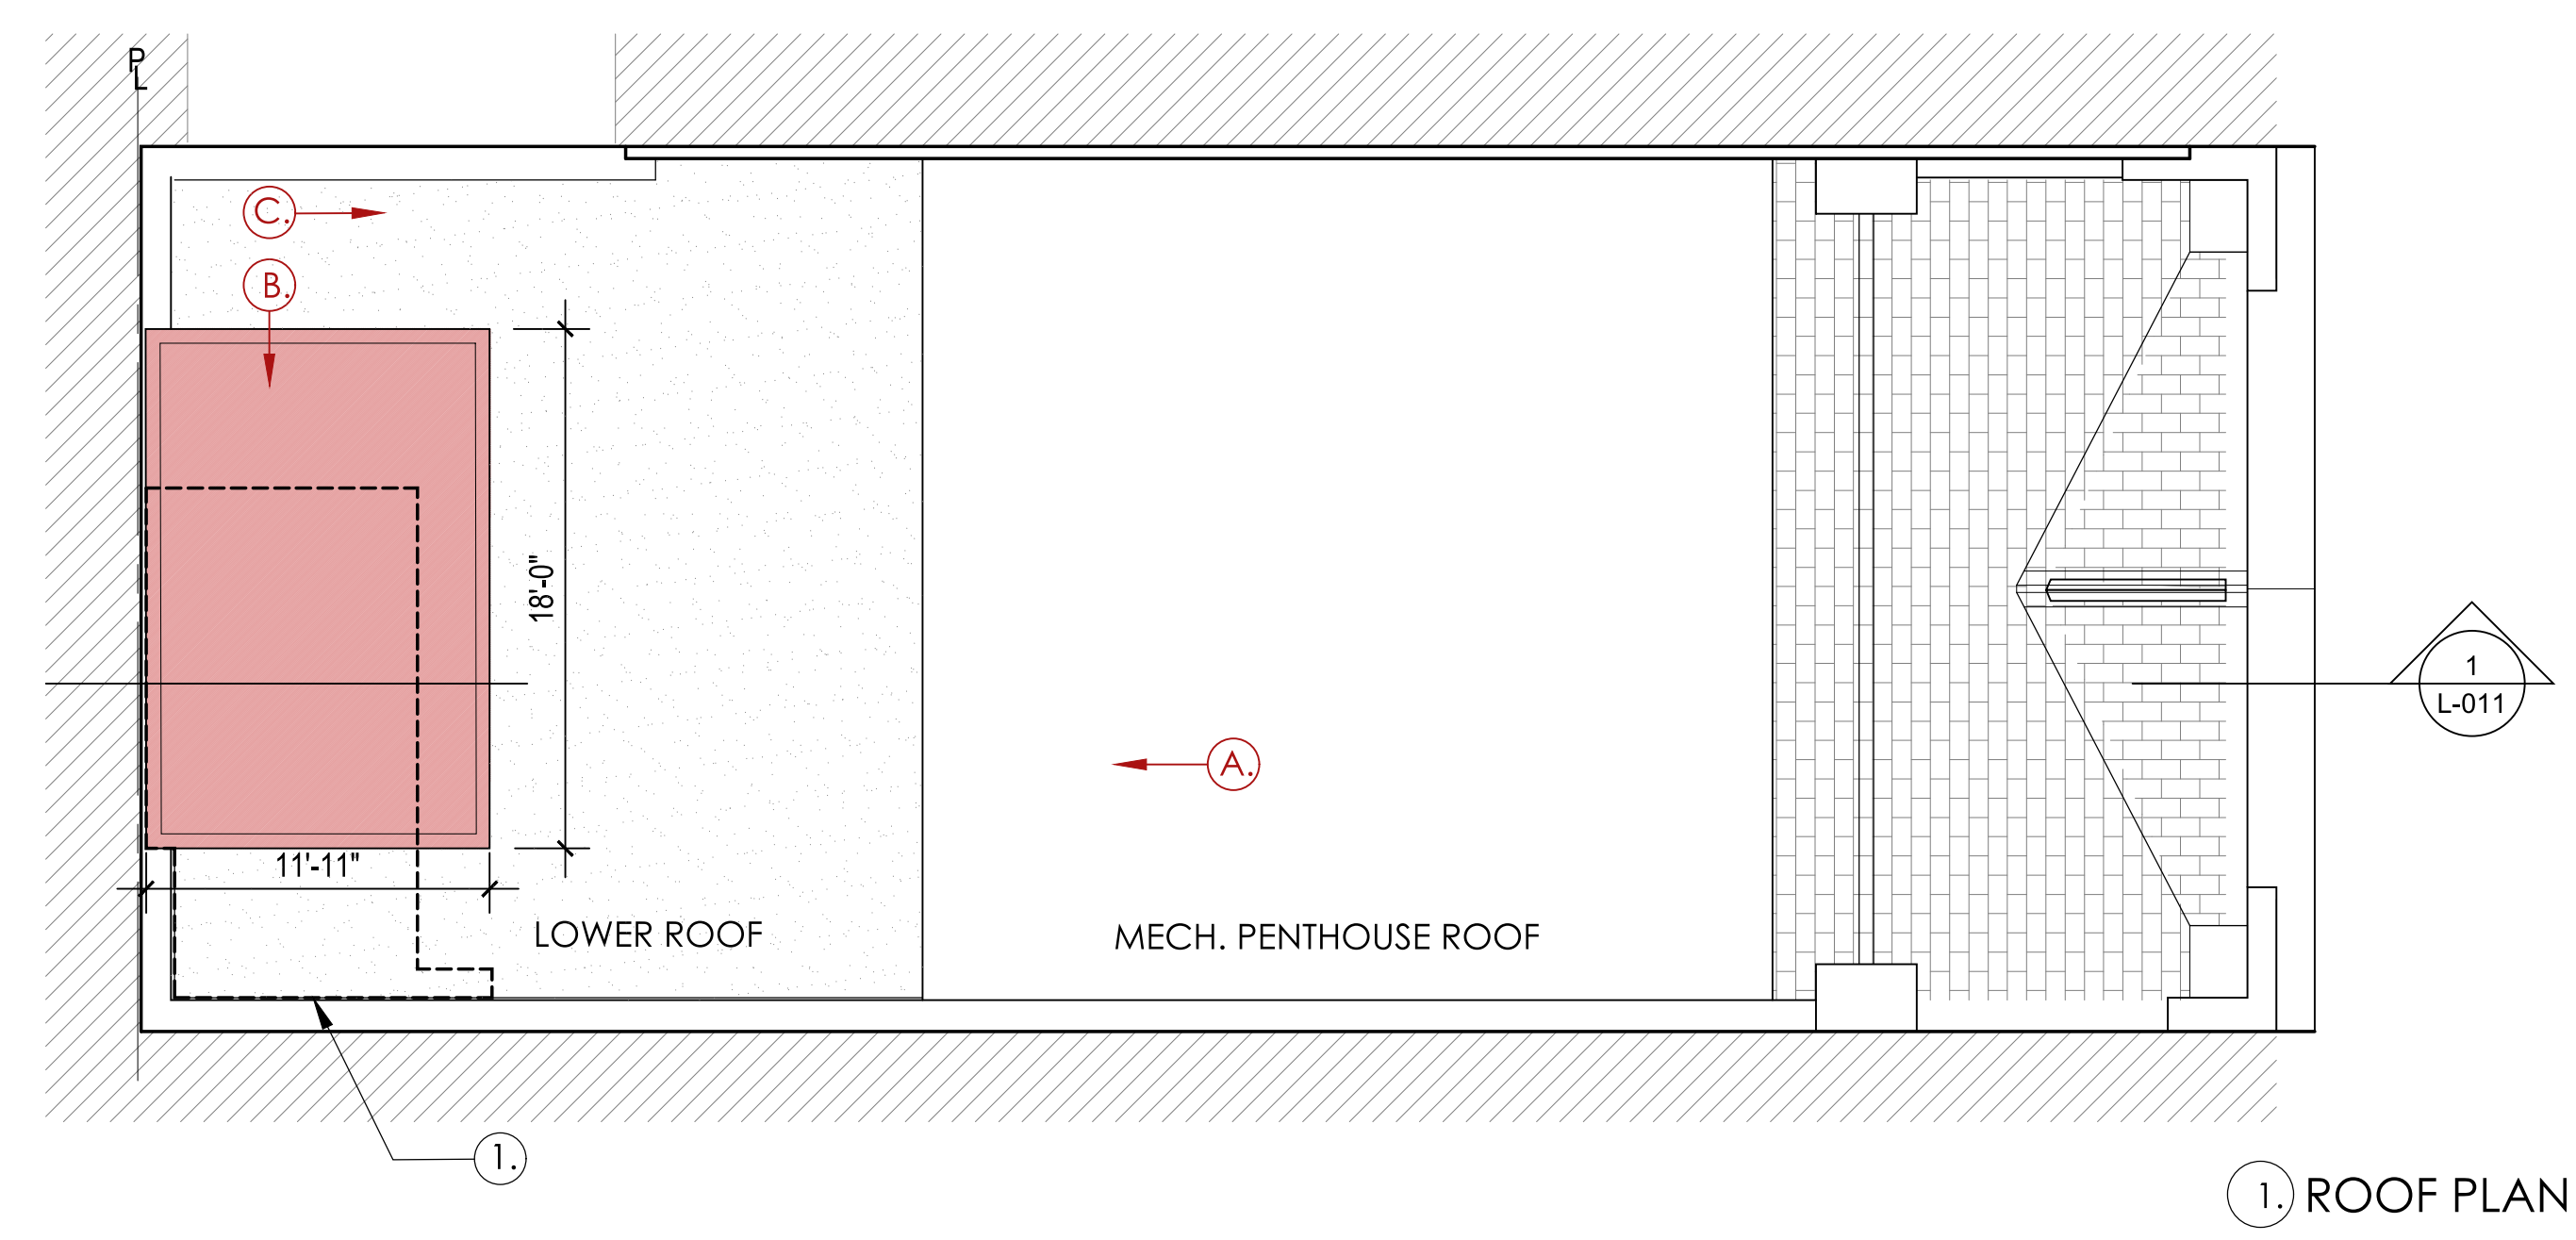 PL
C.
B.
18'-0"
1
L-011
A.
11'-11"
LOWER ROOF
MECH. PENTHOUSE ROOF
1.
1. ROOF PLAN